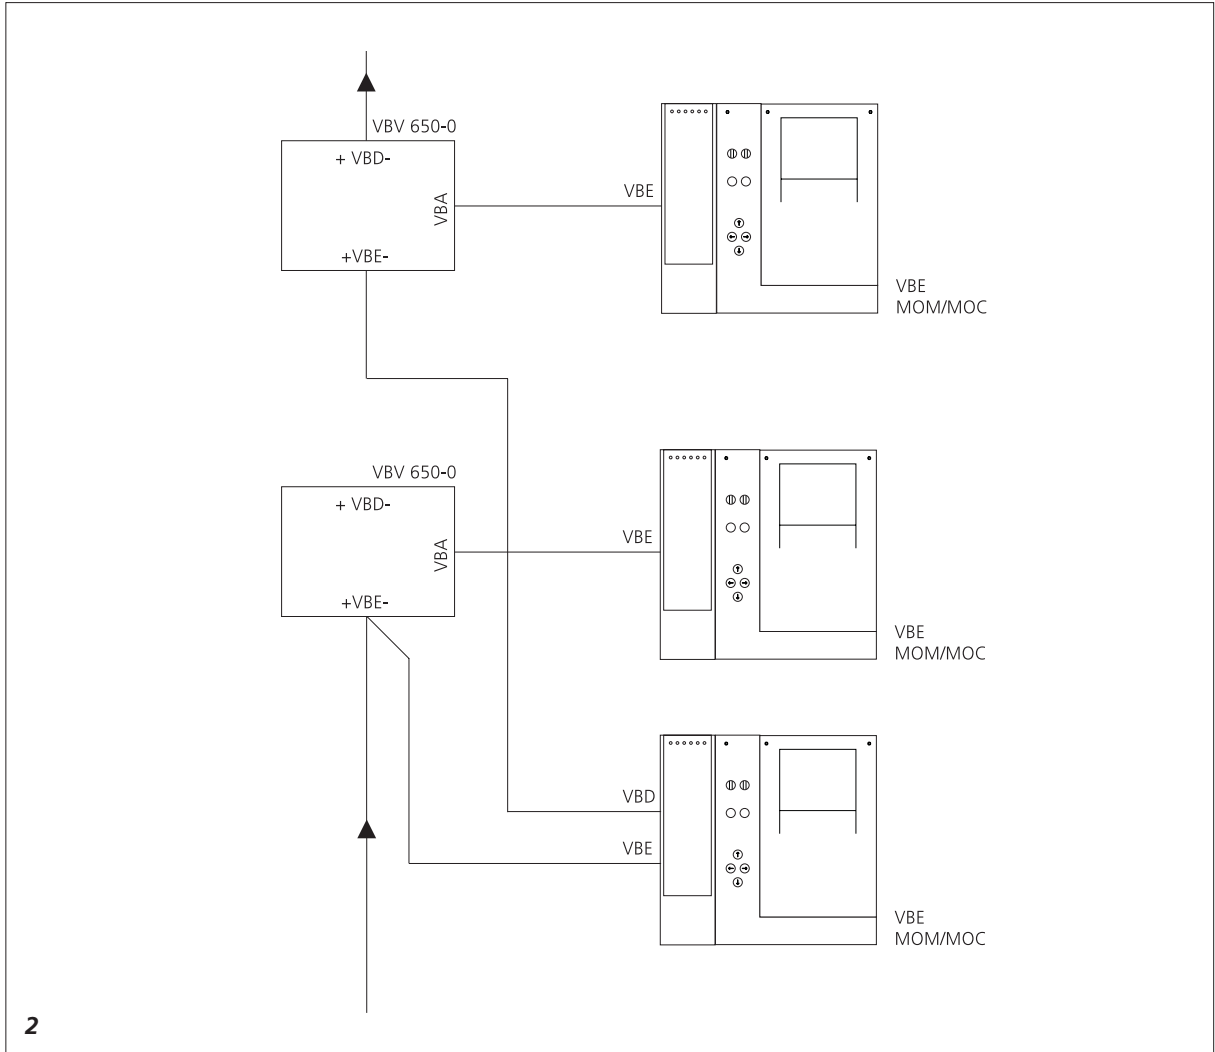 VBV 650-0
+ VBD-
VBA
+VBE-
VBE
VBE
MOM/MOC
VBV 650-0
+ VBD-
VBA
+VBE-
VBE
VBE
MOM/MOC
VBD
VBE
VBE
MOM/MOC
2